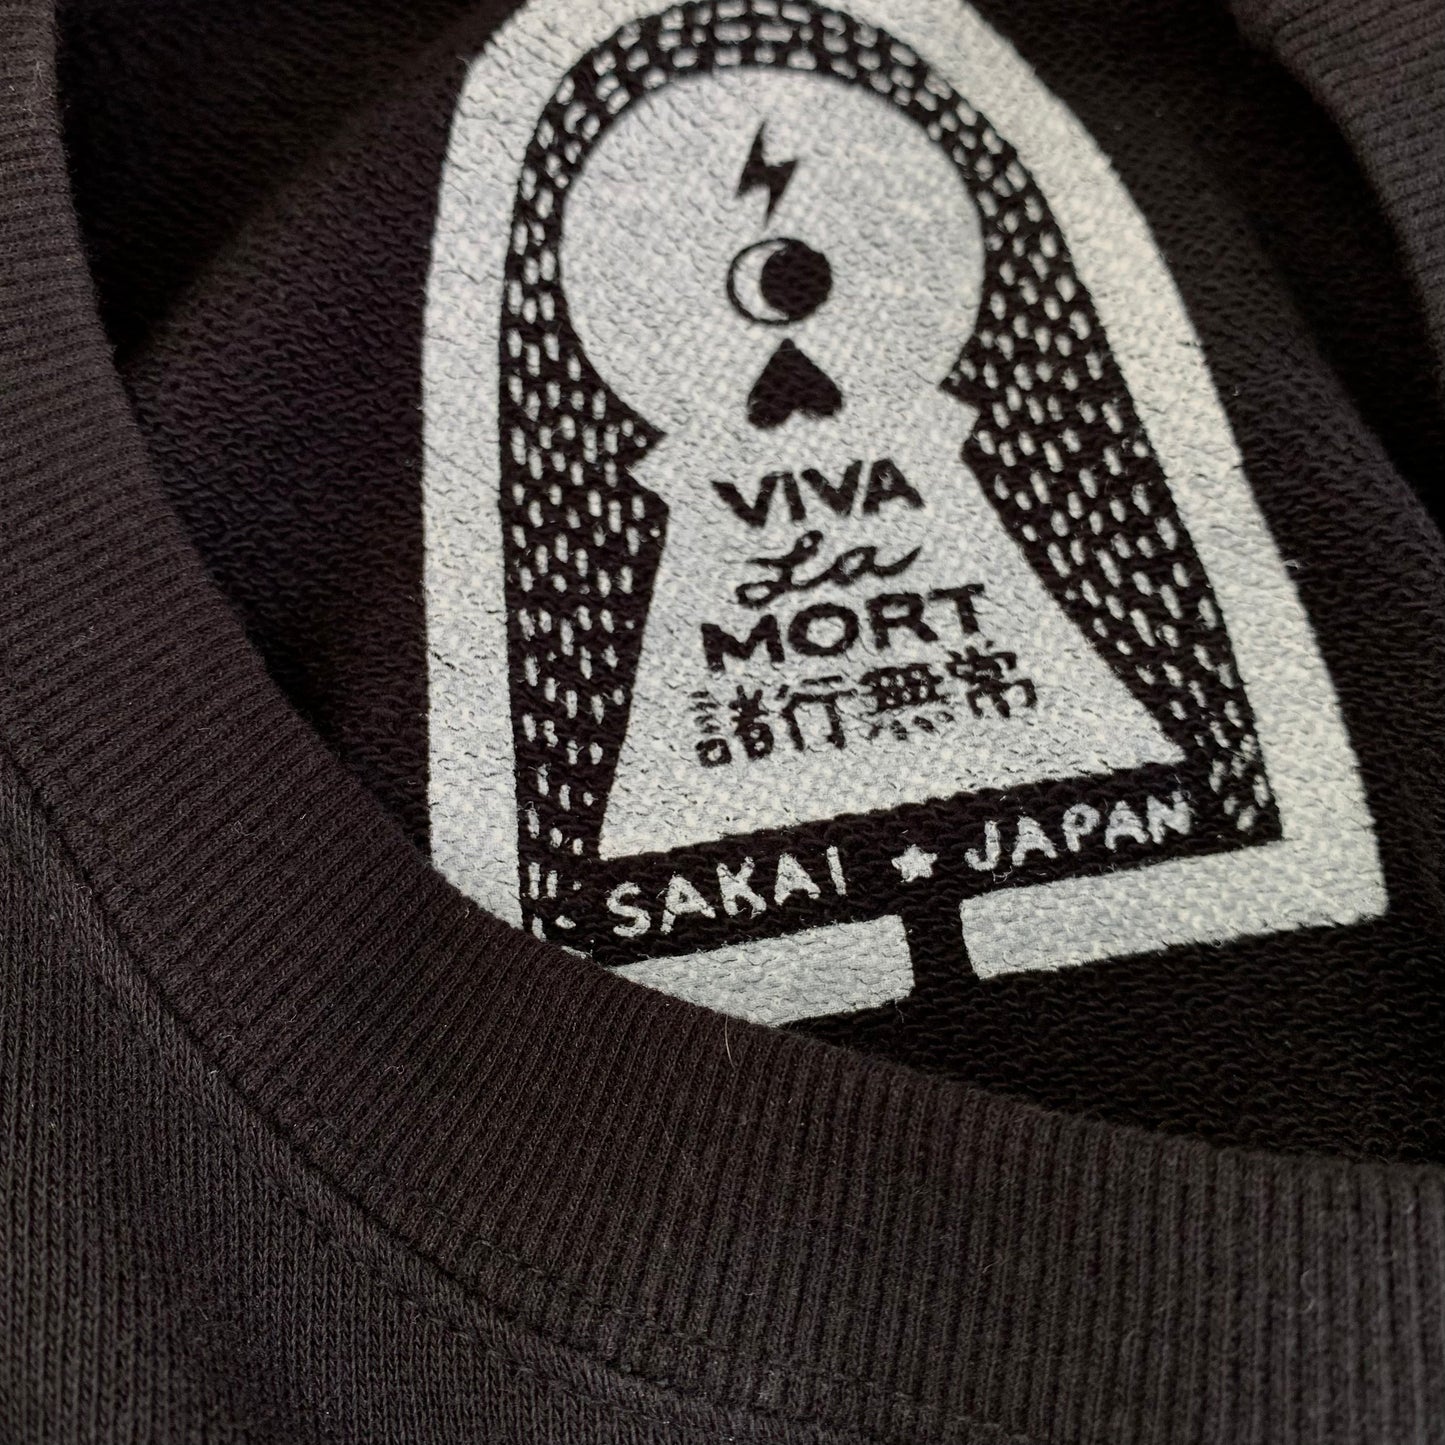 VIVA
La
MORT
諸行無常
SAKAI ★ JAPAN